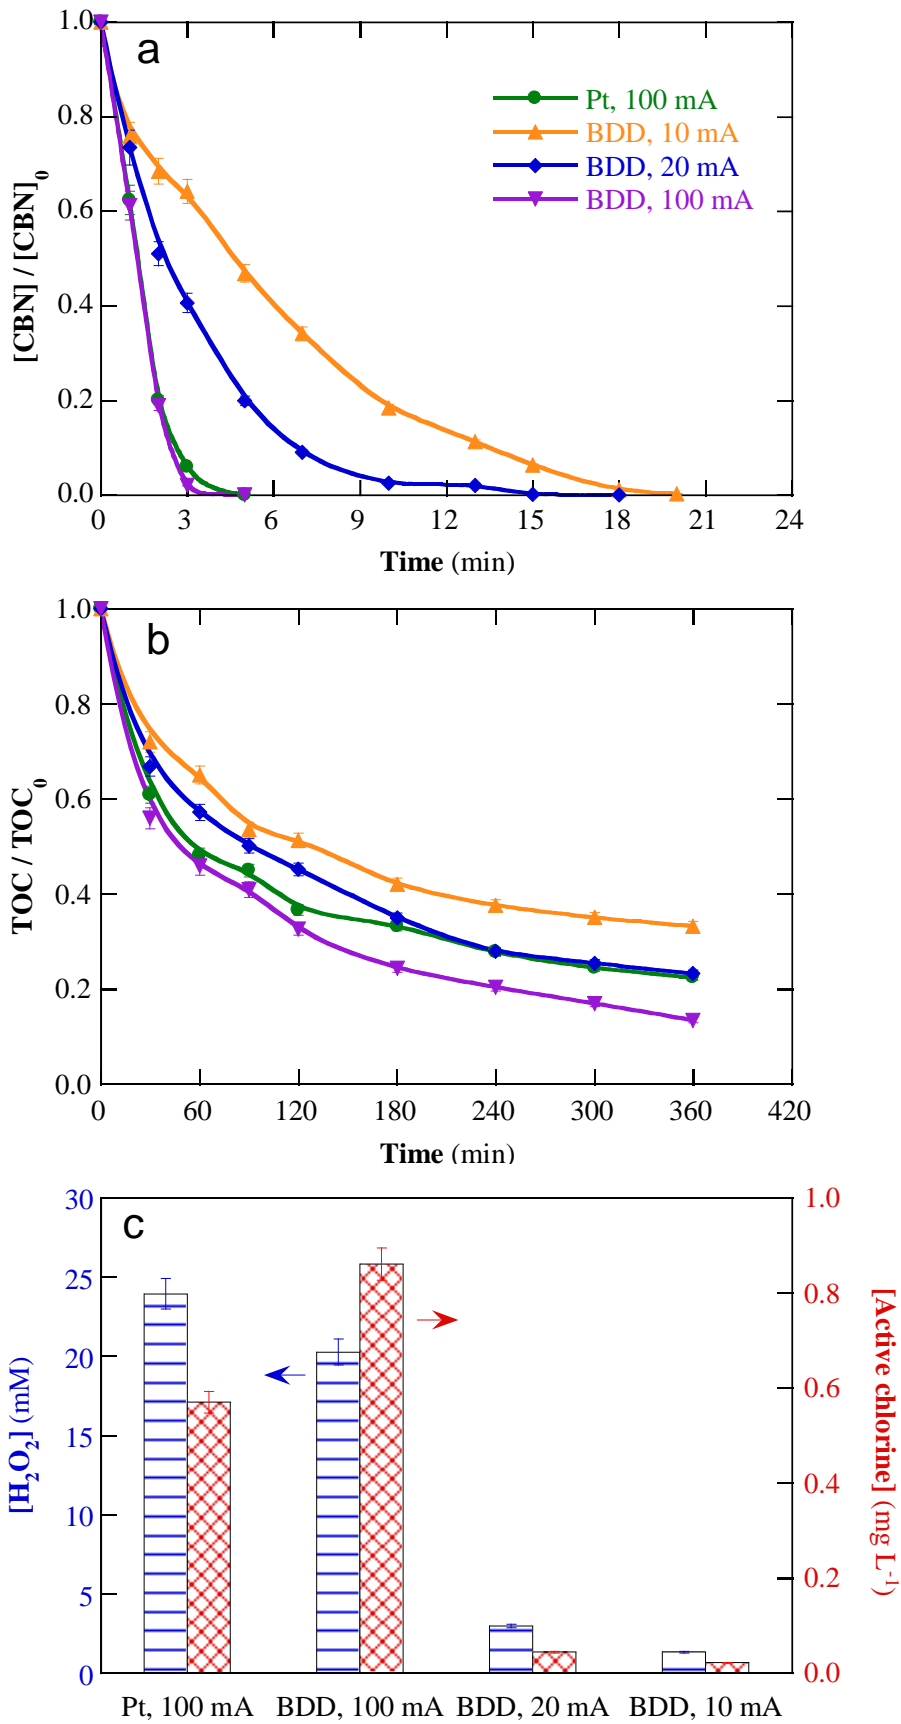 a
1.0
0.8
0.6
0.4
0.2
0.0
[CBN] / [CBN]0
Pt, 100 mA
BDD, 10 mA
BDD, 20 mA
BDD, 100 mA
0 3 6 9 12 15 18 21 24
Time (min)
b
1.0
0.8
0.6
0.4
0.2
0.0
TOC / TOC0
0 60 120 180 240 300 360 420
Time (min)
c
30
25
20
15
10
5
0
[H2O2] (mM)
1.0
0.8
0.6
0.4
0.2
0.0
[Active chlorine] (mg L-1)
Pt, 100 mA BDD, 100 mA BDD, 20 mA BDD, 10 mA